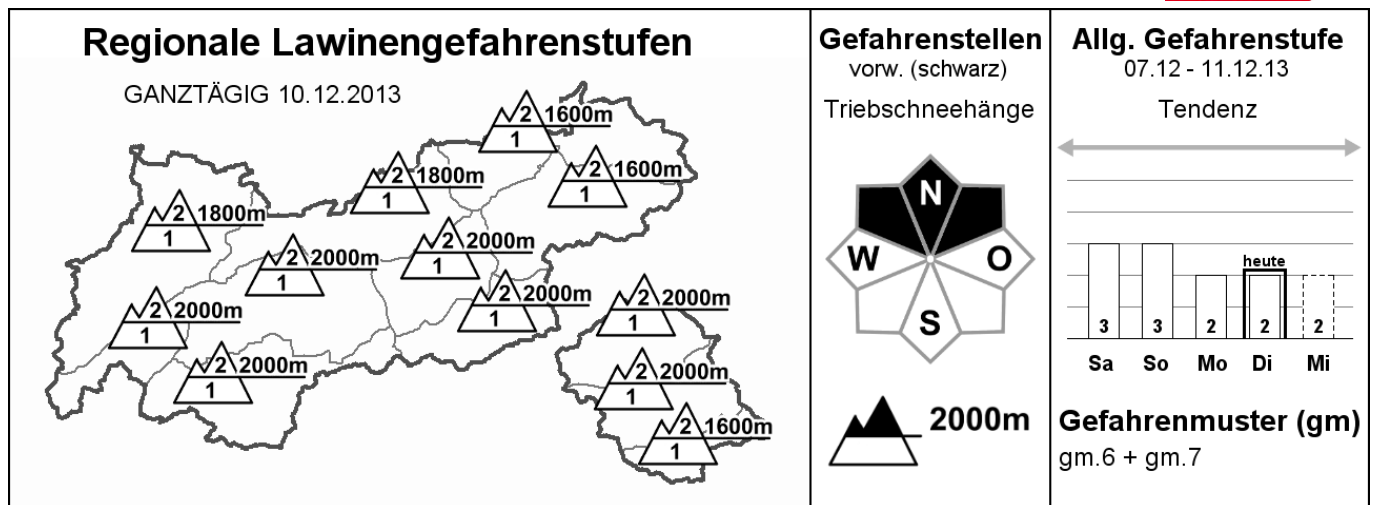 Regionale Lawinengefahrenstufen
GANZTÄGIG 10.12.2013
2 1600m
1
2 1600m
1
2 1800m
1
2 1800m
1
2 2000m
1
2 2000m
1
2 2000m
1
2 2000m
1
2 2000m
1
2 2000m
1
2 2000m
1
2 1600m
1
Gefahrenstellen
vorw. (schwarz)
Triebschneehänge
N
W O
S
2000m
Allg. Gefahrenstufe
07.12 - 11.12.13
Tendenz
heute
3 3 2 2 2
Sa So Mo Di Mi
Gefahrenmuster (gm)
gm.6 + gm.7